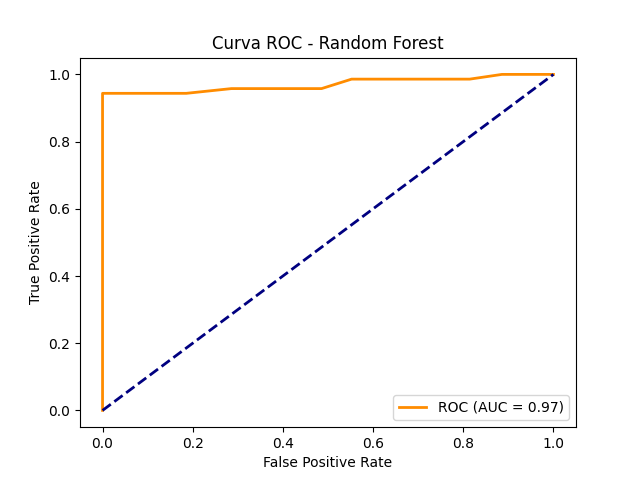 Curva ROC - Random Forest
1.0
0.8
0.6
0.4
0.2
0.0
True Positive Rate
0.0 0.2 0.4 0.6 0.8 1.0
False Positive Rate
ROC (AUC = 0.97)